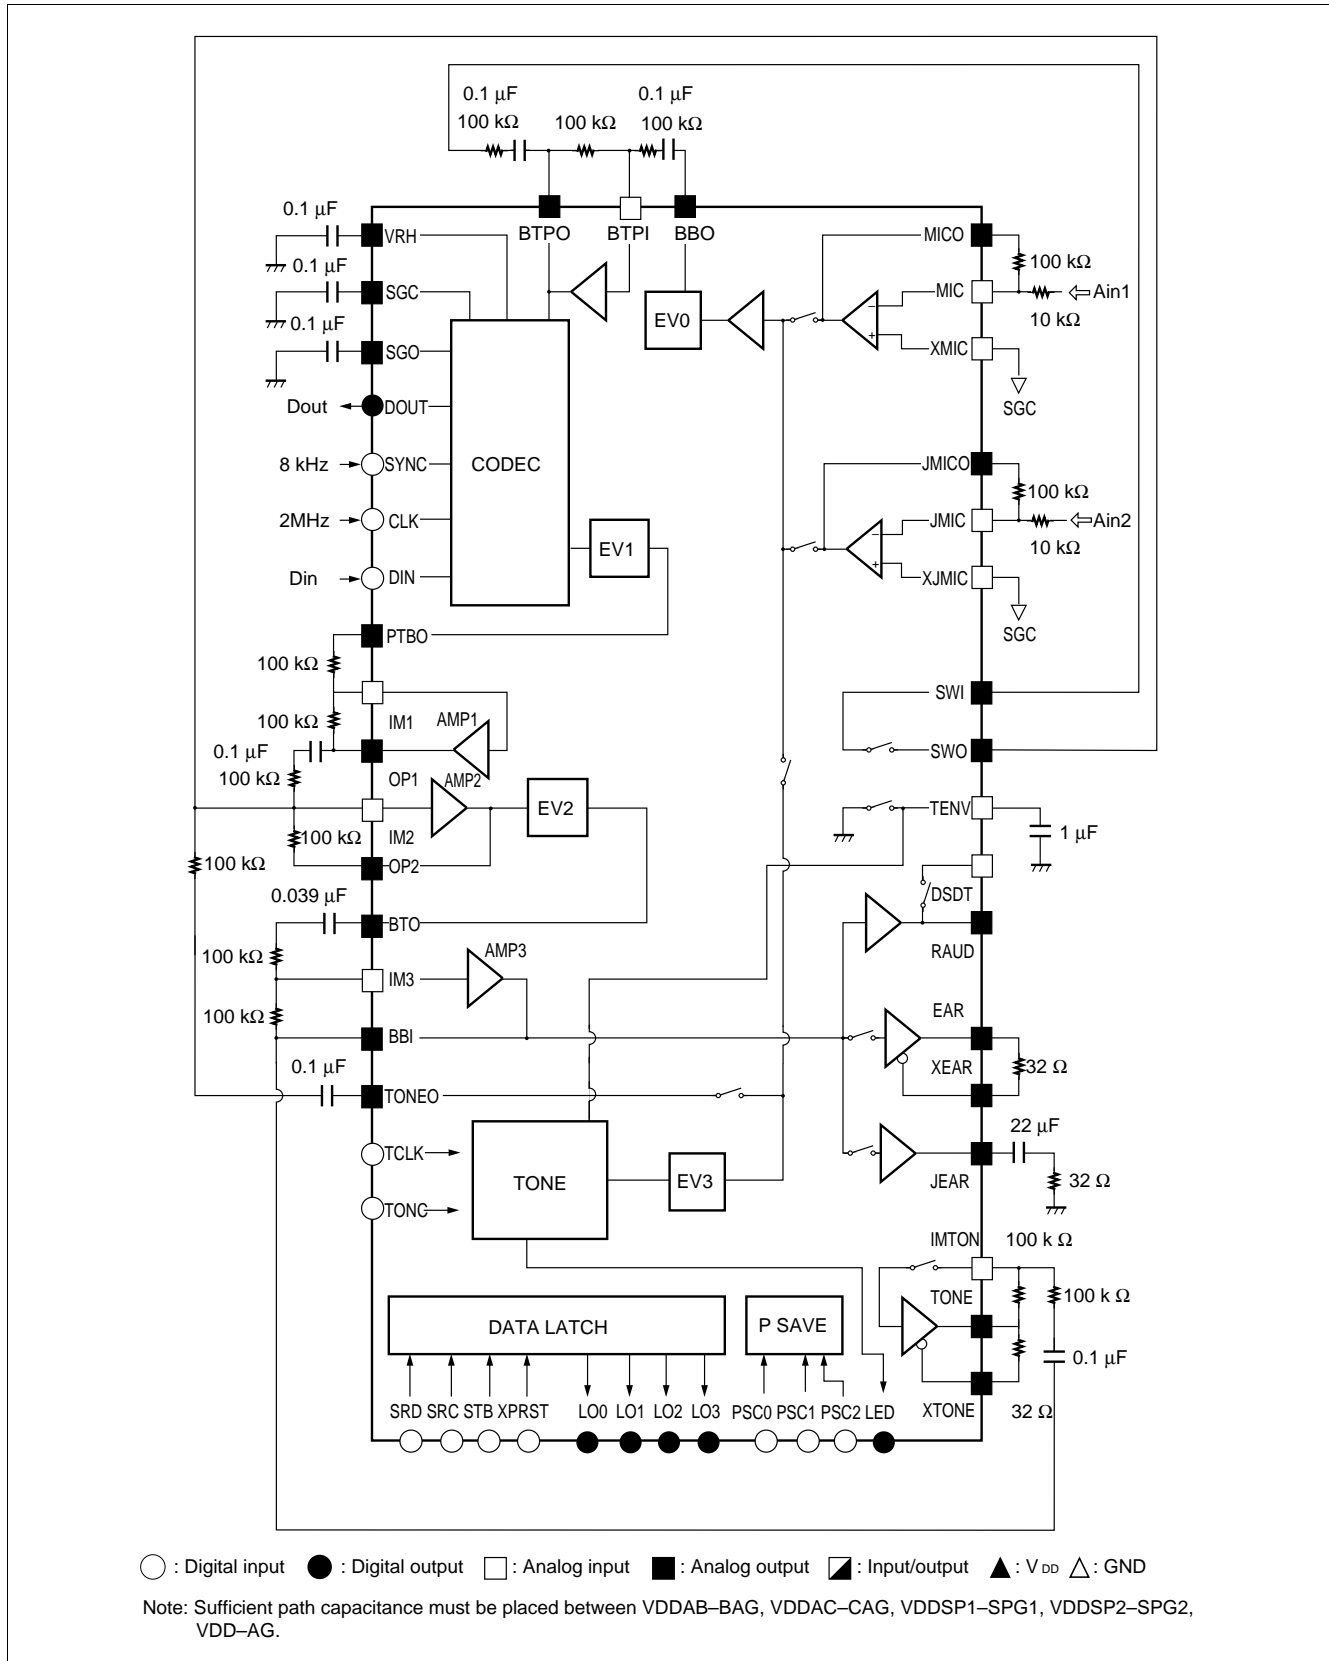 0.1 μF
0.1 μF
100 kΩ
100 kΩ
100 kΩ
0.1 μF
VRH
BTPO
BTPI
BBO
MICO
100 kΩ
0.1 μF
SGC
MIC
Ain1
10 kΩ
EV0
0.1 μF
SGO
XMIC
SGC
Dout
DOUT
8 kHz
SYNC
CODEC
JMICO
100 kΩ
2MHz
CLK
JMIC
Ain2
10 kΩ
EV1
Din
DIN
XJMIC
SGC
PTBO
100 kΩ
SWI
100 kΩ
IM1
AMP1
0.1 μF
SWO
100 kΩ
OP1
AMP2
EV2
TENV
100 kΩ
IM2
1 μF
100 kΩ
OP2
DSDT
0.039 μF
BTO
RAUD
100 kΩ
AMP3
IM3
100 kΩ
EAR
BBI
XEAR
32 Ω
0.1 μF
TONEO
22 μF
TCLK
TONE
EV3
JEAR
32 Ω
TONC
IMTON
100 k Ω
TONE
100 k Ω
DATA LATCH
P SAVE
0.1 μF
SRD SRC STB XPRST LO0 LO1 LO2 LO3 PSC0 PSC1 PSC2 LED
XTONE
32 Ω
− +
− +
: Digital input : Digital output : Analog input : Analog output : Input/output : VDD : GND
Note: Sufficient path capacitance must be placed between VDDAB–BAG, VDDAC–CAG, VDDSP1–SPG1, VDDSP2–SPG2,
VDD–AG.